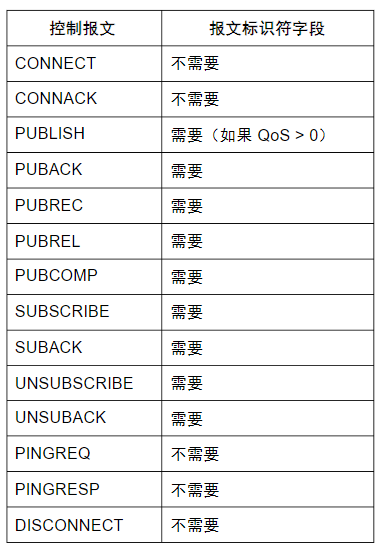 控制报文 报文标识符字段
CONNECT 不需要
CONNACK 不需要
PUBLISH 需要（如果 QoS > 0）
PUBACK 需要
PUBREC 需要
PUBREL 需要
PUBCOMP 需要
SUBSCRIBE 需要
SUBACK 需要
UNSUBSCRIBE 需要
UNSUBACK 需要
PINGREQ 不需要
PINGRESP 不需要
DISCONNECT 不需要